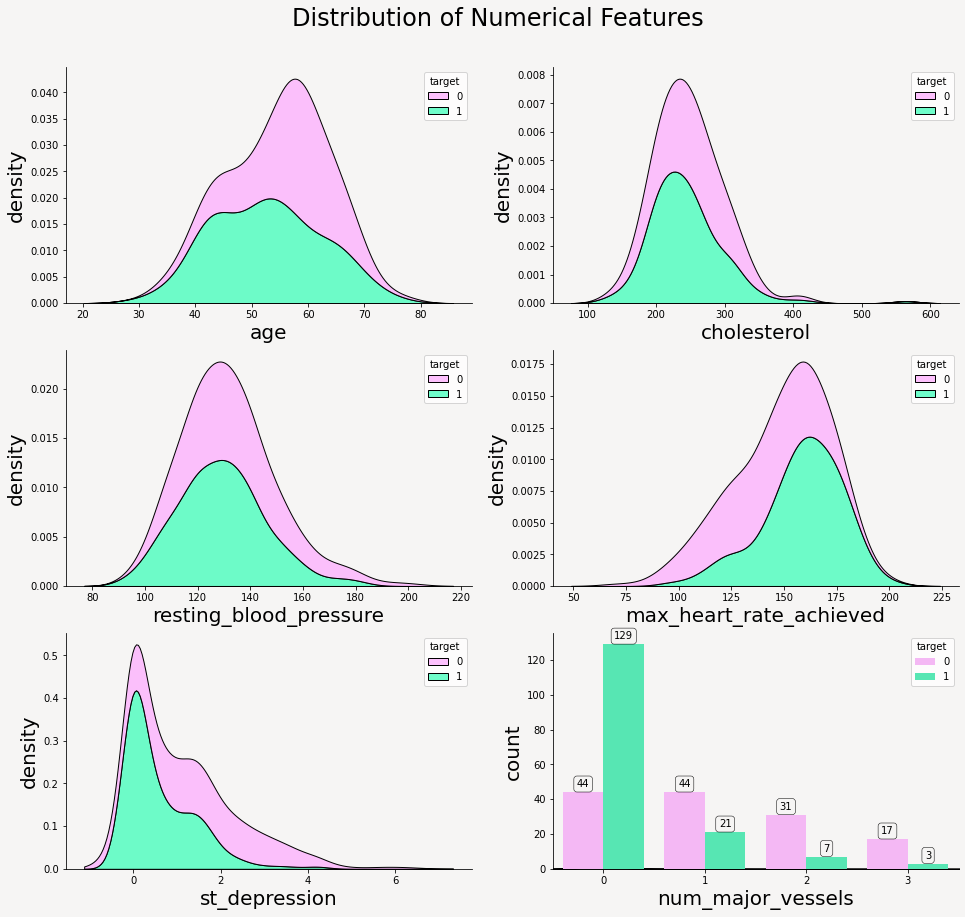 Distribution of Numerical Features
density
0.040
0.035
0.030
0.025
0.020
0.015
0.010
0.005
0.000
20 30 40 50 60 70 80
age
target
0
1
density
0.008
0.007
0.006
0.005
0.004
0.003
0.002
0.001
0.000
100 200 300 400 500 600
cholesterol
target
0
1
density
0.020
0.015
0.010
0.005
0.000
80 100 120 140 160 180 200 220
resting_blood_pressure
target
0
1
density
0.0175
0.0150
0.0125
0.0100
0.0075
0.0050
0.0025
0.0000
50 75 100 125 150 175 200 225
max_heart_rate_achieved
target
0
1
density
0.5
0.4
0.3
0.2
0.1
0.0
0 2 4 6
st_depression
target
0
1
count
120
100
80
60
40
20
0
129
44
44
21
31
7
17
3
0 1 2 3
num_major_vessels
target
0
1